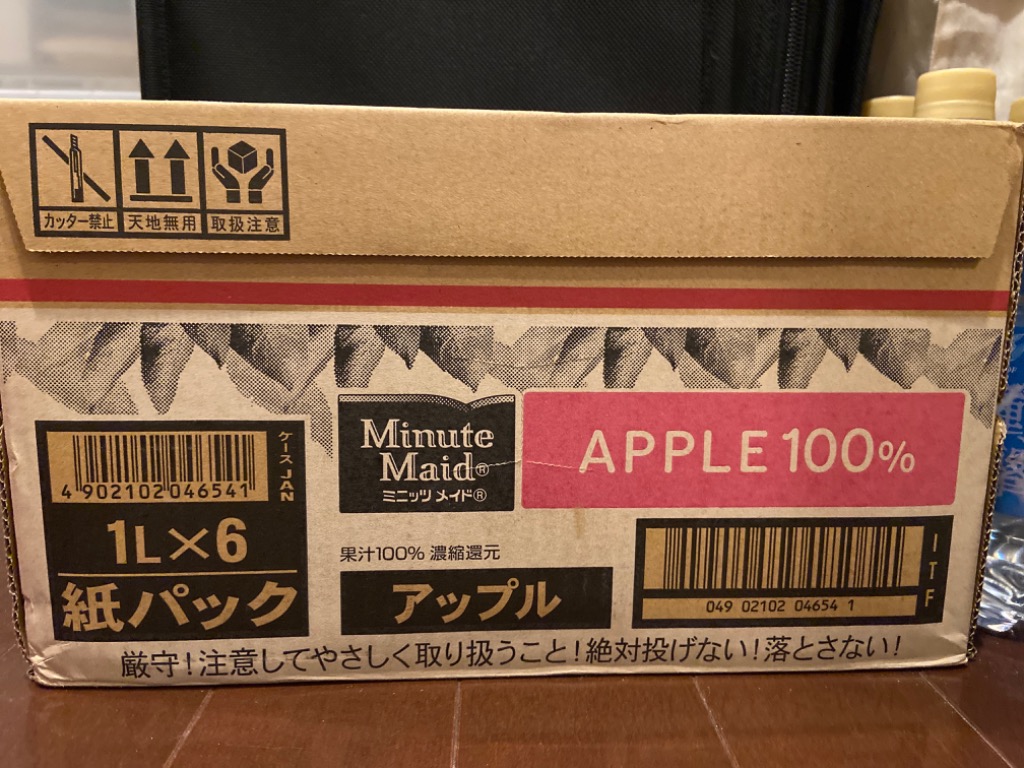 カッター禁止 天地無用 取扱注意
Minute
Maid®
ミニッツ メイド®
APPLE 100%
ケース JAN
4 902102 046541
1L×6
紙パック
果汁100% 濃縮還元
アップル
ITF
049 02102 04654 1
厳守!注意してやさしく取り扱うこと!絶対投げない!落とさない!